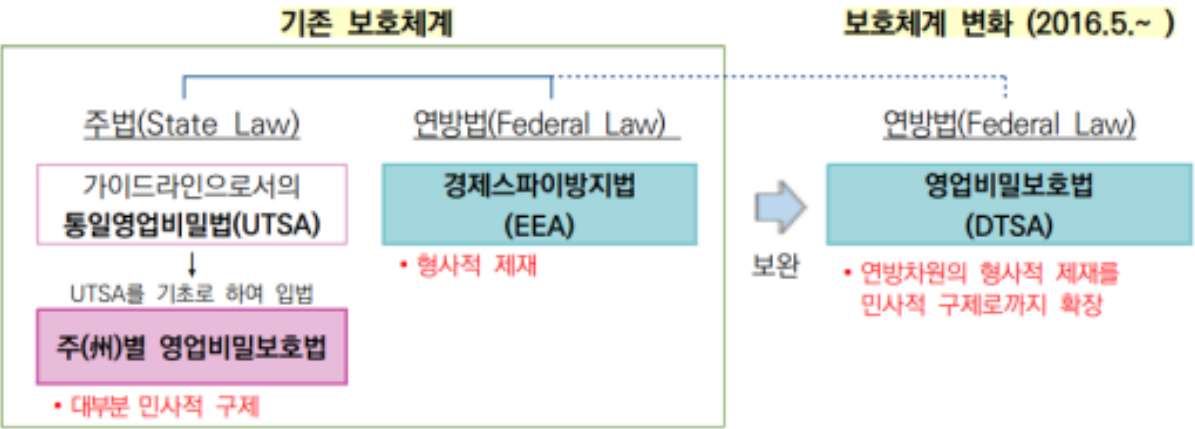 기존 보호체계
보호체계 변화 (2016.5.~ )
주법(State Law)
가이드라인으로서의
통일영업비밀법(UTSA)
UTSA를 기초로 하여 입법
주(州)별 영업비밀보호법
• 대부분 민사적 구제
연방법(Federal Law)
경제스파이방지법
(EEA)
• 형사적 제재
보완
연방법(Federal Law)
영업비밀보호법
(DTSA)
• 연방차원의 형사적 제재를
민사적 구제로까지 확장